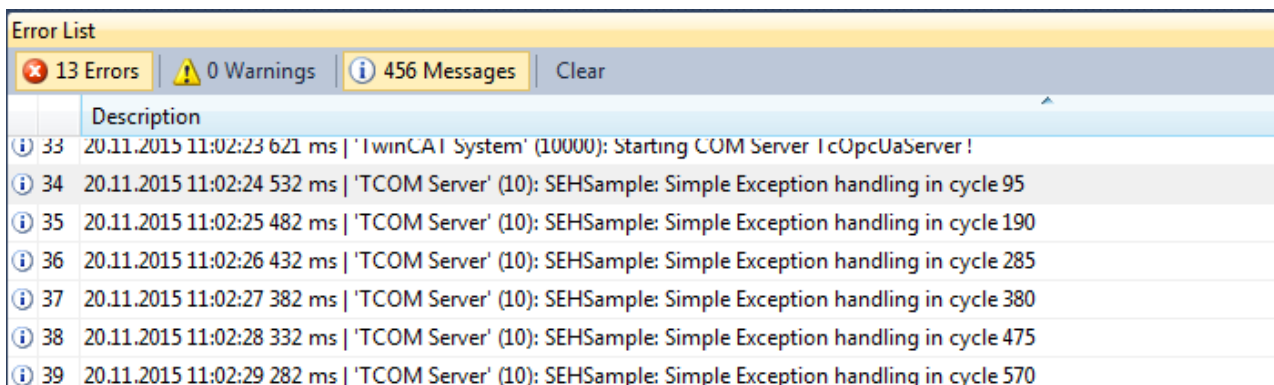 Error List
13 Errors 0 Warnings 456 Messages Clear
Description
33 20.11.2015 11:02:23 621 ms | 'TwinCAT System' (10000): Starting COM Server TcOpcUaServer !
34 20.11.2015 11:02:24 532 ms | 'TCOM Server' (10): SEHSample: Simple Exception handling in cycle 95
35 20.11.2015 11:02:25 482 ms | 'TCOM Server' (10): SEHSample: Simple Exception handling in cycle 190
36 20.11.2015 11:02:26 432 ms | 'TCOM Server' (10): SEHSample: Simple Exception handling in cycle 285
37 20.11.2015 11:02:27 382 ms | 'TCOM Server' (10): SEHSample: Simple Exception handling in cycle 380
38 20.11.2015 11:02:28 332 ms | 'TCOM Server' (10): SEHSample: Simple Exception handling in cycle 475
39 20.11.2015 11:02:29 282 ms | 'TCOM Server' (10): SEHSample: Simple Exception handling in cycle 570